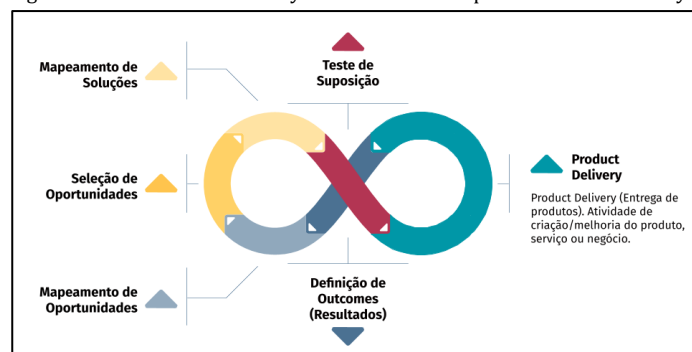 Mapeamento de
Soluções
Teste de
Suposição
Seleção de
Oportunidades
Product
Delivery
Product Delivery (Entrega de
produtos). Atividade de
criação/melhoria do produto,
serviço ou negócio.
Mapeamento de
Oportunidades
Definição de
Outcomes
(Resultados)